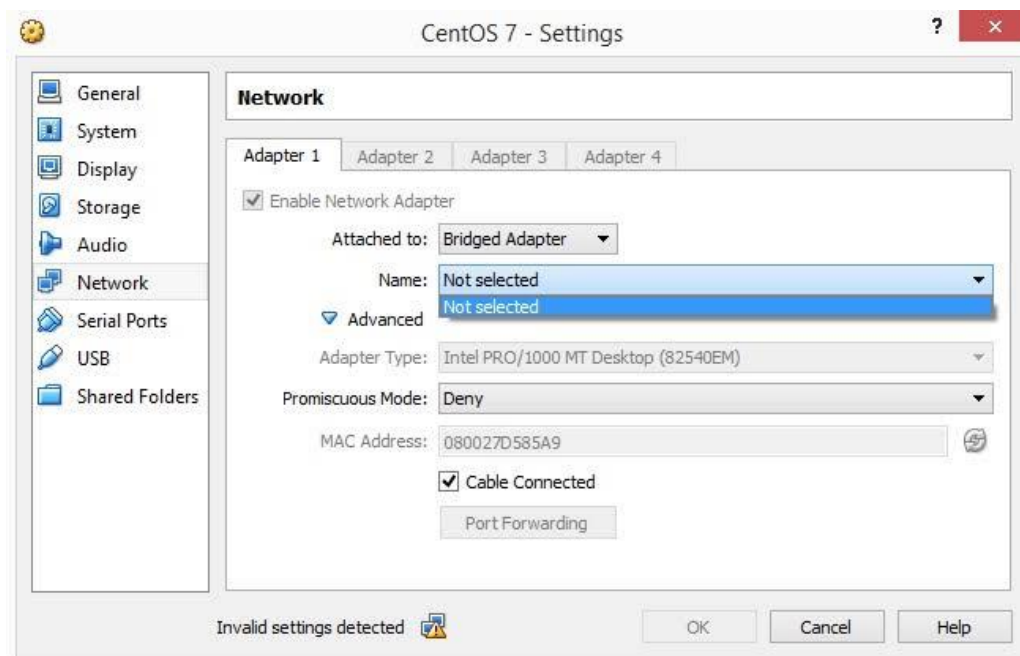 CentOS 7 - Settings
?
×
General
System
Display
Storage
Audio
Network
Serial Ports
USB
Shared Folders
Network
Adapter 1 Adapter 2 Adapter 3 Adapter 4
Enable Network Adapter
Attached to: Bridged Adapter
Name: Not selected
Not selected
Advanced
Adapter Type: Intel PRO/1000 MT Desktop (82540EM)
Promiscuous Mode: Deny
MAC Address: 080027D585A9
Cable Connected
Port Forwarding
Invalid settings detected
OK Cancel Help